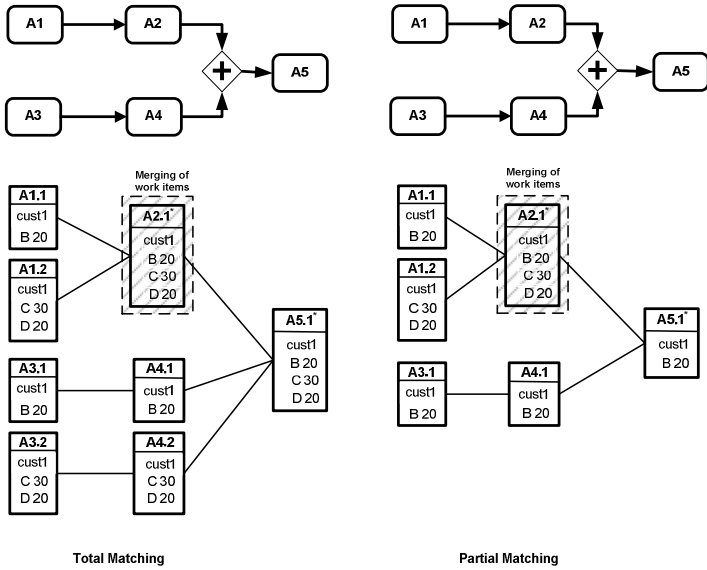 A1
A2
A5
A3
A4
Merging of
work items
A1.1
cust1
B 20
A1.2
cust1
C 30
D 20
A2.1*
cust1
B 20
C 30
D 20
A3.1
cust1
B 20
A4.1
cust1
B 20
A3.2
cust1
C 30
D 20
A4.2
cust1
C 30
D 20
A5.1*
cust1
B 20
C 30
D 20
Total Matching
A1
A2
A5
A3
A4
Merging of
work items
A1.1
cust1
B 20
A1.2
cust1
C 30
D 20
A2.1*
cust1
B 20
C 30
D 20
A3.1
cust1
B 20
A4.1
cust1
B 20
A5.1*
cust1
B 20
Partial Matching